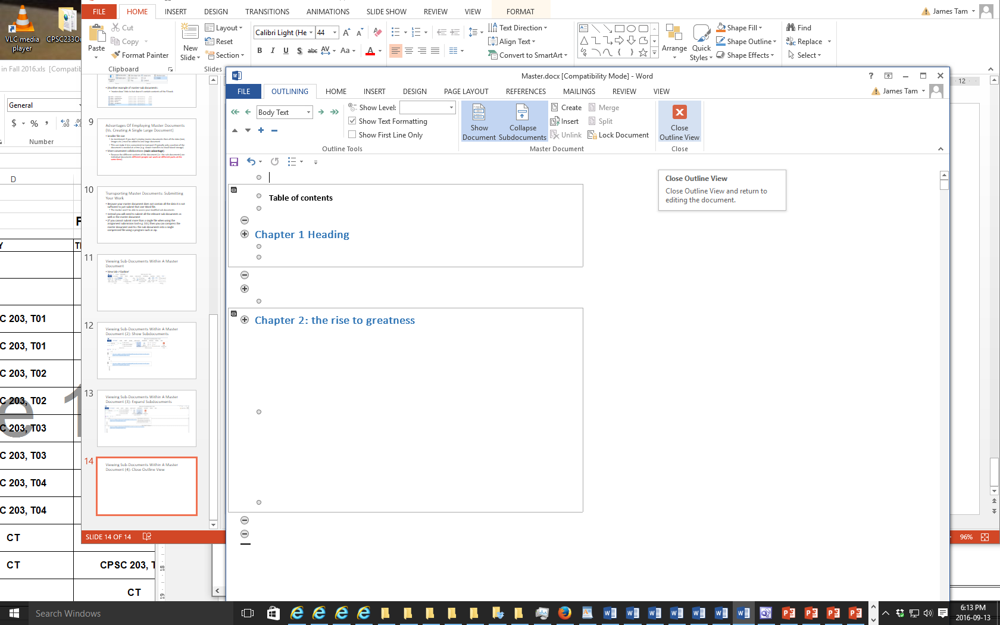 VLC media
player
CPSC233Ou
in Fall 2016.xls [Compatib
General
$ % ,
Number
D
F
Y
TI
C 203, T01
C 203, T01
C 203, T02
C 203, T02
e 1
C 203, T03
C 203, T03
C 203, T04
C 203, T04
CT
CT
CPSC 203, T
CT
FILE HOME INSERT DESIGN TRANSITIONS ANIMATIONS SLIDE SHOW REVIEW VIEW FORMAT
James Tam
Paste
Cut
Copy
Format Painter
Clipboard
New
Slide
Layout
Reset
Section
Slides
Calibri Light (He 44
B I U S abc AV Aa A
Text Direction
Align Text
Convert to SmartArt
Arrange
Quick
Styles
Shape Fill
Shape Outline
Shape Effects
Find
Replace
Select
12
9
Advantages Of Employing Master Documents
(Vs. Creating A Single Large Document)
10
Transporting Master Documents: Submitting
Your Work
11
Viewing Sub-Documents Within A Master
Document
View tab->'Outline'
12
Viewing Sub-Documents Within A Master
Document (2): Show Subdocuments
13
Viewing Sub-Documents Within A Master
Document (3): Expand Subdocuments
14
Viewing Sub-Documents Within A Master
Document (4): Close Outline View
SLIDE 14 OF 14
96%
18
19
Master.docx [Compatibility Mode] - Word
FILE OUTLINING HOME INSERT DESIGN PAGE LAYOUT REFERENCES MAILINGS REVIEW VIEW
James Tam
Body Text
Show Level:
Show Text Formatting
Show First Line Only
Outline Tools
Show
Document
Collapse
Subdocuments
Create
Insert
Unlink
Merge
Split
Lock Document
Master Document
Close
Outline View
Close
Close Outline View
Close Outline View and return to
editing the document.
Table of contents
Chapter 1 Heading
Chapter 2: the rise to greatness
Search Windows
6:13 PM
2016-09-13